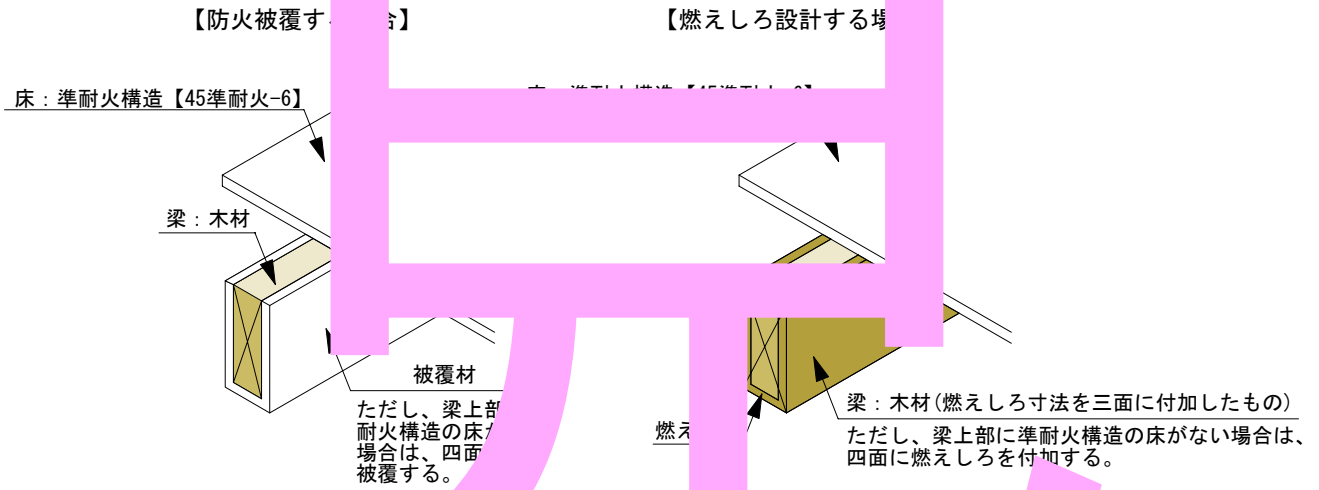 【防火被覆す
合】
【燃えしろ設計する場
床：準耐火構造【45準耐火-6】
梁：木材
被覆材
ただし、梁上部
耐火構造の床が
場合は、四面
被覆する。
燃え
梁：木材(燃えしろ寸法を三面に付加したもの)
ただし、梁上部に準耐火構造の床がない場合は、
四面に燃えしろを付加する。